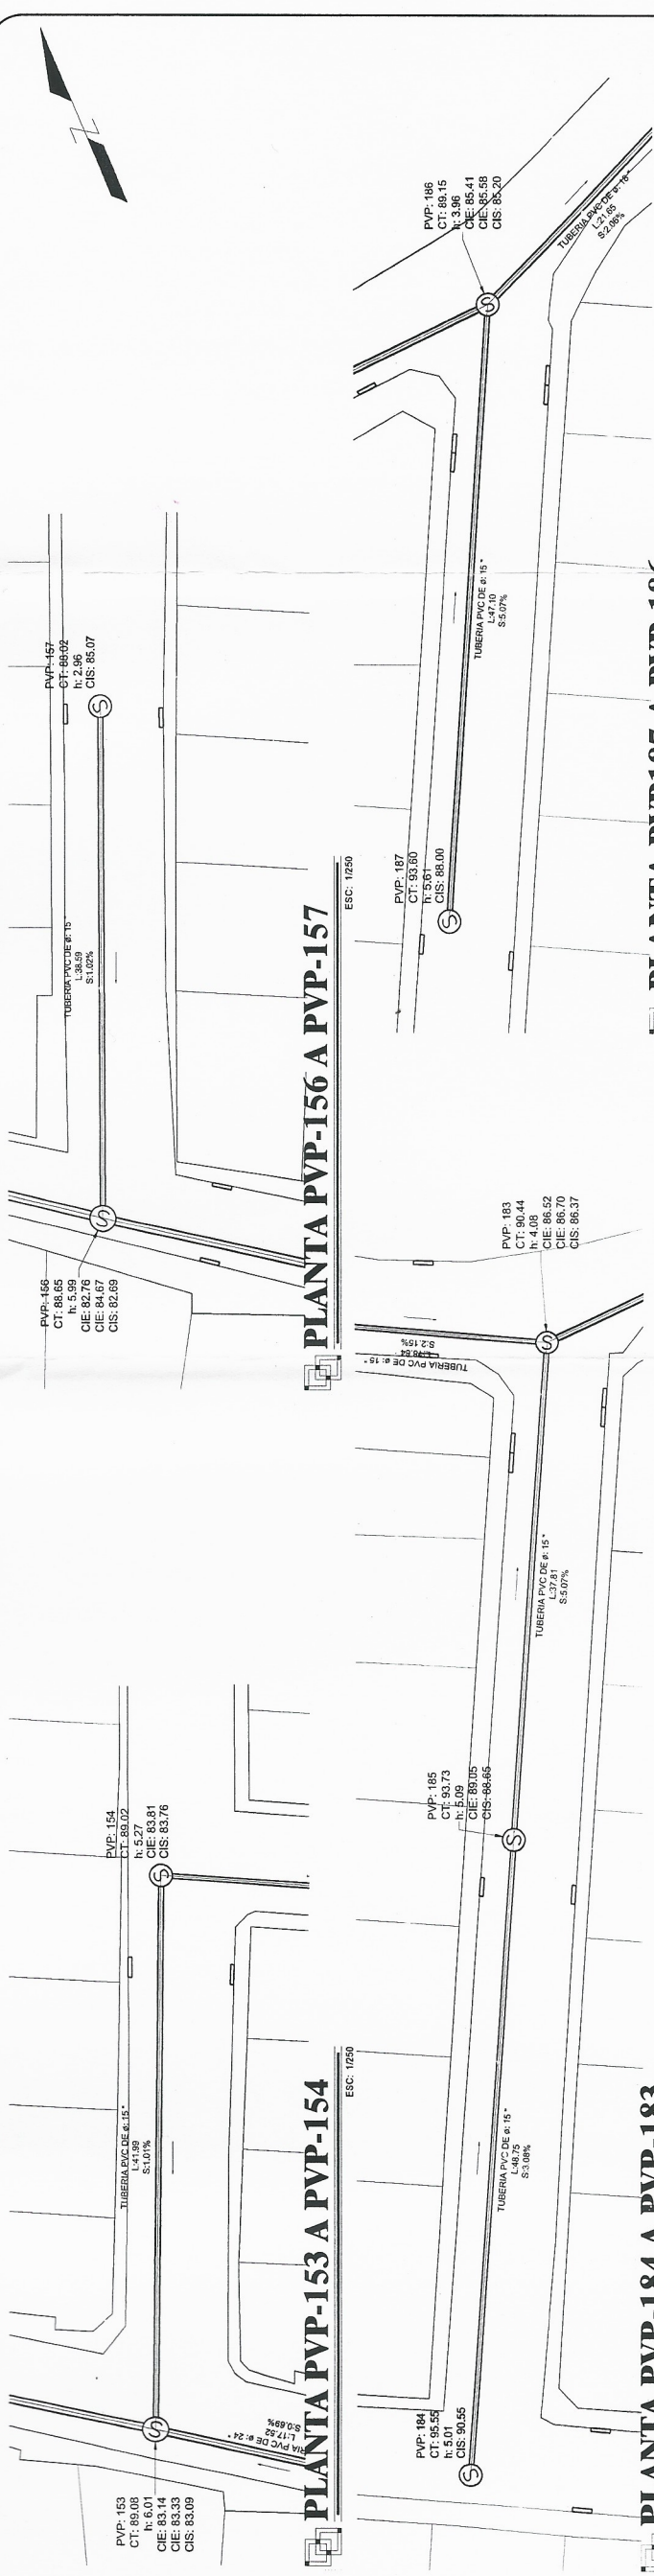 PVP: 186
CT: 89.15
h: 3.96
CIE: 85.41
CIE: 85.58
CIS: 85.20
TUBERIA PVC DE ø: 18 "
L:21.65
S:2.06%
TUBERIA PVC DE ø: 15 "
L:47.10
S:5.07%
PVP: 187
CT: 93.60
h: 5.61
CIS: 88.00
PVP: 157
CT: 88.02
h: 2.96
CIS: 85.07
TUBERIA PVC DE ø: 15 "
L:38.59
S:1.02%
PVP: 156
CT: 88.65
h: 5.99
CIE: 82.76
CIE: 84.67
CIS: 82.69
PLANTA PVP-156 A PVP-157
ESC: 1/250
PVP: 183
CT: 90.44
h: 4.08
CIE: 86.52
CIE: 86.70
CIS: 86.37
TUBERIA PVC DE ø: 15 "
S:2.15%
TUBERIA PVC DE ø: 15 "
L:37.81
S:5.07%
PVP: 185
CT: 93.73
h: 5.09
CIE: 89.05
CIS: 88.65
TUBERIA PVC DE ø: 15 "
L:48.75
S:3.08%
PVP: 184
CT: 95.55
h: 5.01
CIS: 90.55
PVP: 154
CT: 89.02
h: 5.27
CIE: 83.81
CIS: 83.76
TUBERIA PVC DE ø: 15 "
L:41.99
S:1.01%
PVP: 153
CT: 89.08
h: 6.01
CIE: 83.14
CIE: 83.33
CIS: 83.09
RIA PVC DE ø: 24 "
L:17.52
S:0.69%
PLANTA PVP-153 A PVP-154
ESC: 1/250